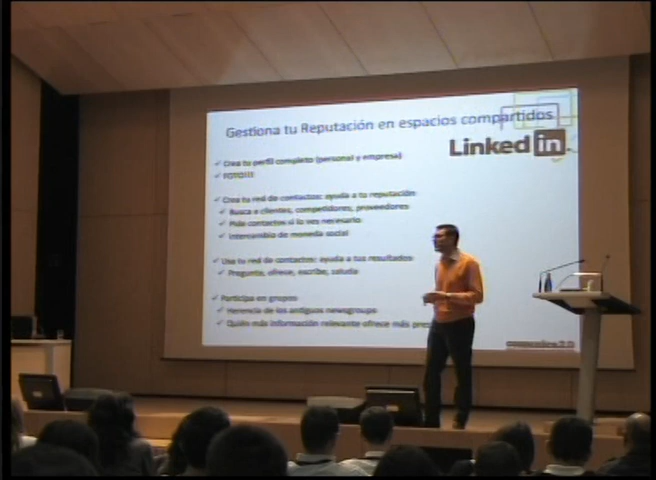 Gestiona tu Reputación en espacios compartidos
Linked in
Crea tu perfil completo (personal y empresa)
FOTO!!!
Crea tu red de contactos: ayuda a tu reputación
Busca a clientes, competidores, proveedores
Pide contactos si lo ves necesario
Intercambio de moneda social
Usa tu red de contactos: ayuda a tus resultados
Pregunta, ofrece, escribe, saluda
Participa en grupos
Herencia de los antiguos newsgroups
Quién más información relevante ofrece más